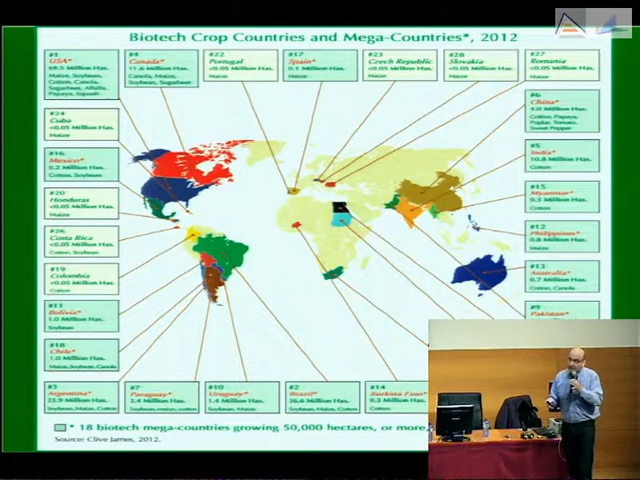 Biotech Crop Countries and Mega-Countries*, 2012
#1
USA*
69.5 Million Has.
Maize, Soybean,
Cotton, Canola,
Sugarbeet, Alfalfa,
Papaya, Squash
#4
Canada*
11.6 Million Has.
Canola, Maize,
Soybean, Sugarbeet
#22
Portugal
<0.05 Million Has.
Maize
#17
Spain*
0.1 Million Has.
Maize
#23
Czech Republic
<0.05 Million Has.
Maize
#28
Slovakia
<0.05 Million Has.
Maize
#27
Romania
<0.05 Million Has.
Maize
#24
Cuba
<0.05 Million Has.
Maize
#16
Mexico*
0.2 Million Has.
Cotton, Soybean
#20
Honduras
<0.05 Million Has.
Maize
#26
Costa Rica
<0.05 Million Has.
Cotton, Soybean
#19
Colombia
<0.05 Million Has.
Cotton
#11
Bolivia*
1.0 Million Has.
Soybean
#18
Chile*
Maize, Soybean, Canola
#6
China*
4.0 Million Has.
Cotton, Papaya,
Poplar, Tomato,
Sweet Pepper
#5
India*
10.8 Million Has.
Cotton
#15
Myanmar*
0.3 Million Has.
Cotton
#12
Philippines*
0.8 Million Has.
Maize
#13
Australia*
0.7 Million Has.
Cotton, Canola
#9
Pakistan*
#3
Argentina*
23.9 Million Has.
Soybean, Maize, Cotton
#7
Paraguay*
3.4 Million Has.
Soybean, maize, cotton
#10
Uruguay*
1.4 Million Has.
Soybean, Maize
#2
Brazil*
36.6 Million Has.
Soybean, Maize, Cotton
#14
Burkina Faso*
0.3 Million Has.
Cotton
* 18 biotech mega-countries growing 50,000 hectares, or more
Source: Clive James, 2012.